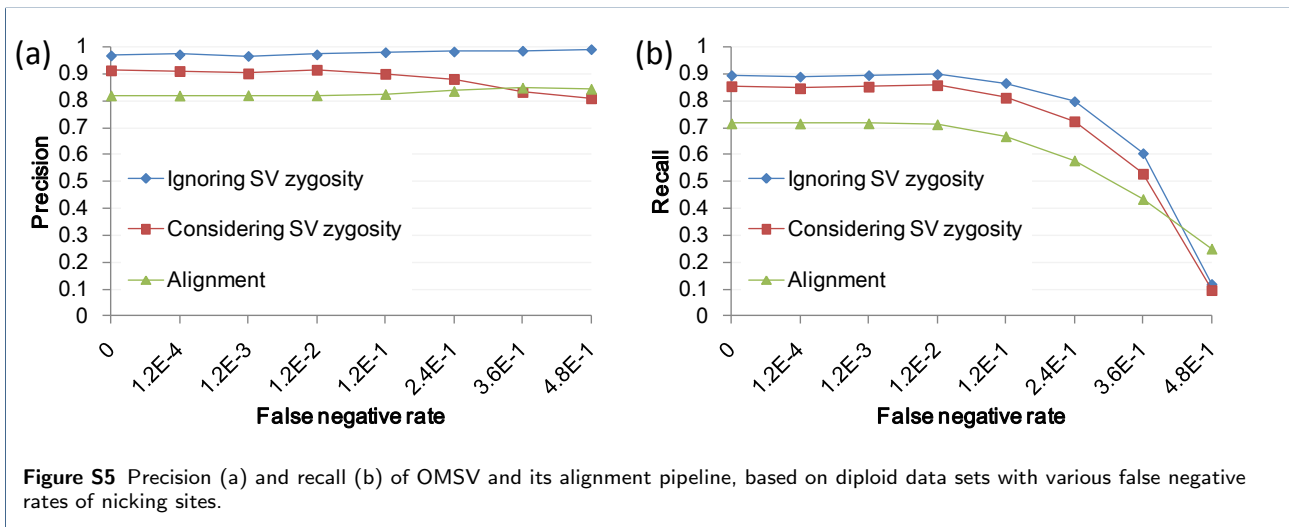 (a)
1
0.9
0.8
0.7
0.6
0.5
0.4
0.3
0.2
0.1
0
Precision
Ignoring SV zygosity
Considering SV zygosity
Alignment
0
1.2E-4
1.2E-3
1.2E-2
1.2E-1
2.4E-1
3.6E-1
4.8E-1
False negative rate
(b)
1
0.9
0.8
0.7
0.6
0.5
0.4
0.3
0.2
0.1
0
Recall
Ignoring SV zygosity
Considering SV zygosity
Alignment
0
1.2E-4
1.2E-3
1.2E-2
1.2E-1
2.4E-1
3.6E-1
4.8E-1
False negative rate
Figure S5 Precision (a) and recall (b) of OMSV and its alignment pipeline, based on diploid data sets with various false negative
rates of nicking sites.